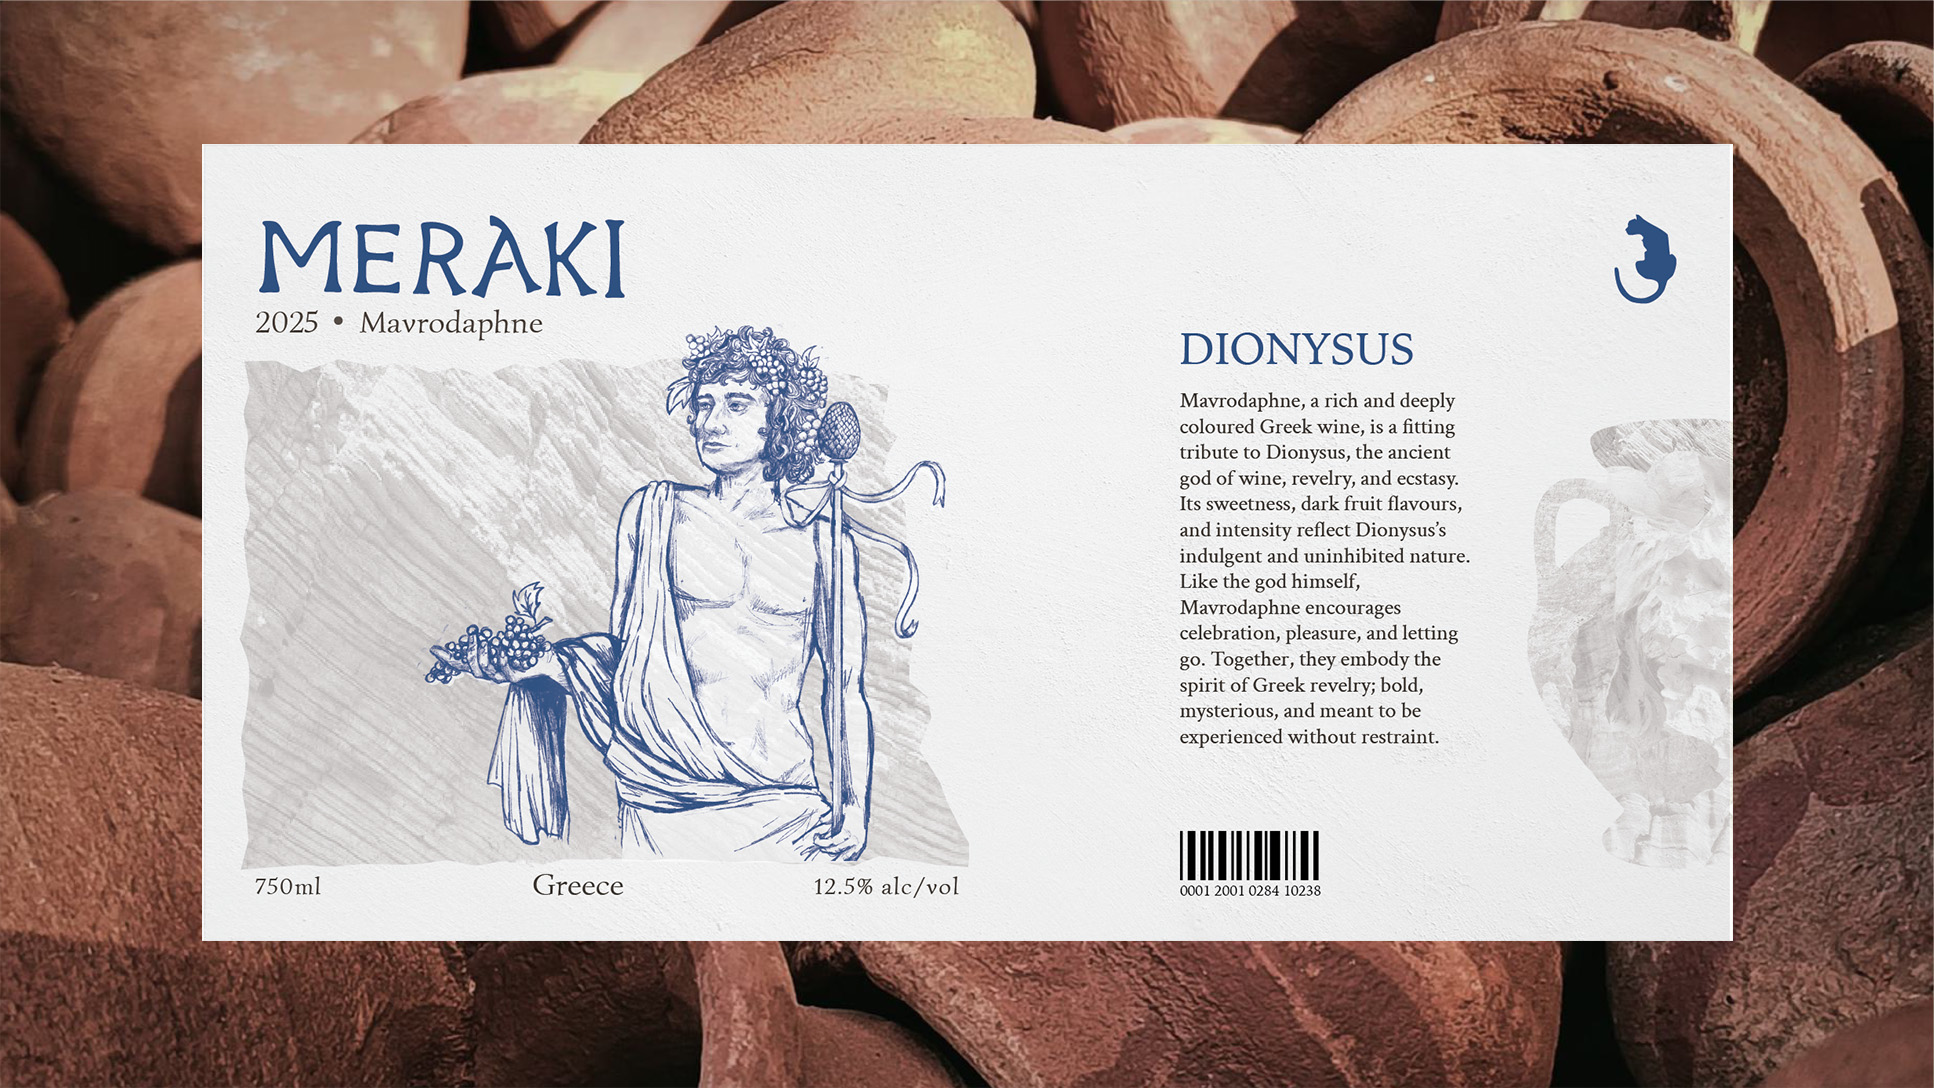 MERAKI
2025 • Mavrodaphne
750ml
Greece
12.5% alc/vol
DIONYSUS
Mavrodaphne, a rich and deeply
coloured Greek wine, is a fitting
tribute to Dionysus, the ancient
god of wine, revelry, and ecstasy.
Its sweetness, dark fruit flavours,
and intensity reflect Dionysus’s
indulgent and uninhibited nature.
Like the god himself,
Mavrodaphne encourages
celebration, pleasure, and letting
go. Together, they embody the
spirit of Greek revelry; bold,
mysterious, and meant to be
experienced without restraint.
0001 2001 0284 10238